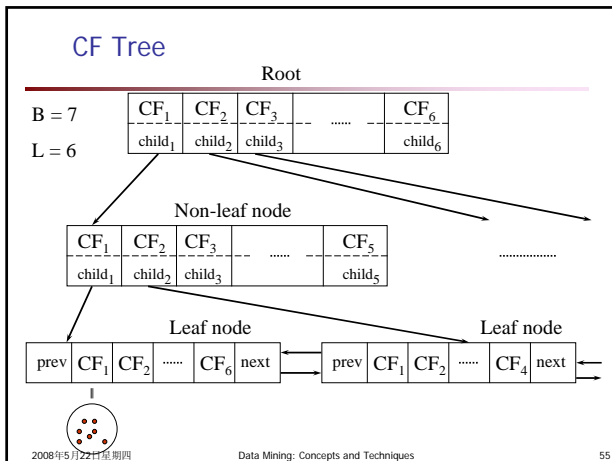 CF Tree
Root
B = 7
L = 6
CF1 CF2 CF3 ...... CF6
child1 child2 child3 child6
Non-leaf node
CF1 CF2 CF3 ...... CF5
child1 child2 child3 child5
................
Leaf node Leaf node
prev CF1 CF2 ...... CF6 next prev CF1 CF2 ...... CF4 next
2008年5月22日星期四 Data Mining: Concepts and Techniques 55